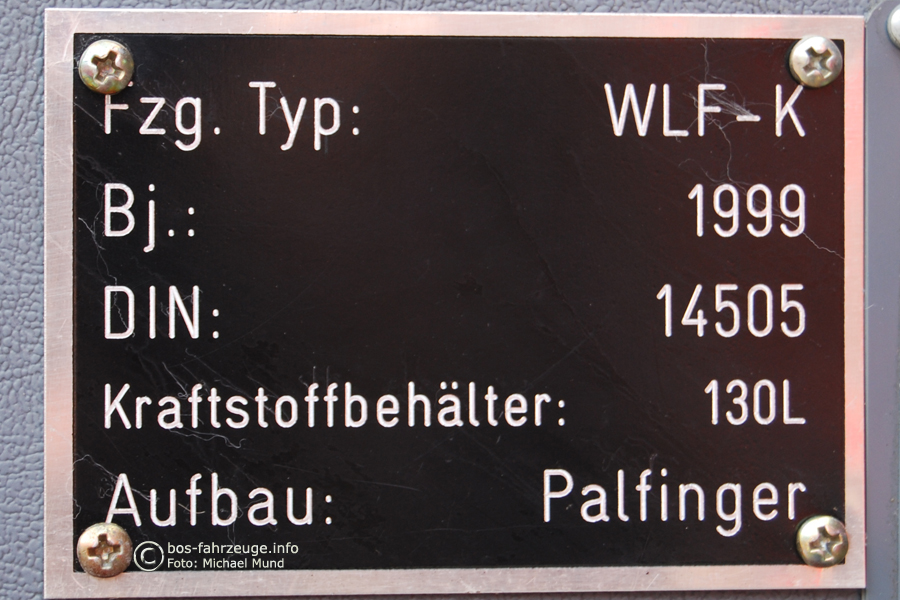 Fzg. Typ: WLF-K
Bj.: 1999
DIN: 14505
Kraftstoffbehälter: 130L
Aufbau: Palfinger
© bos-fahrzeuge.info
Foto: Michael Mund